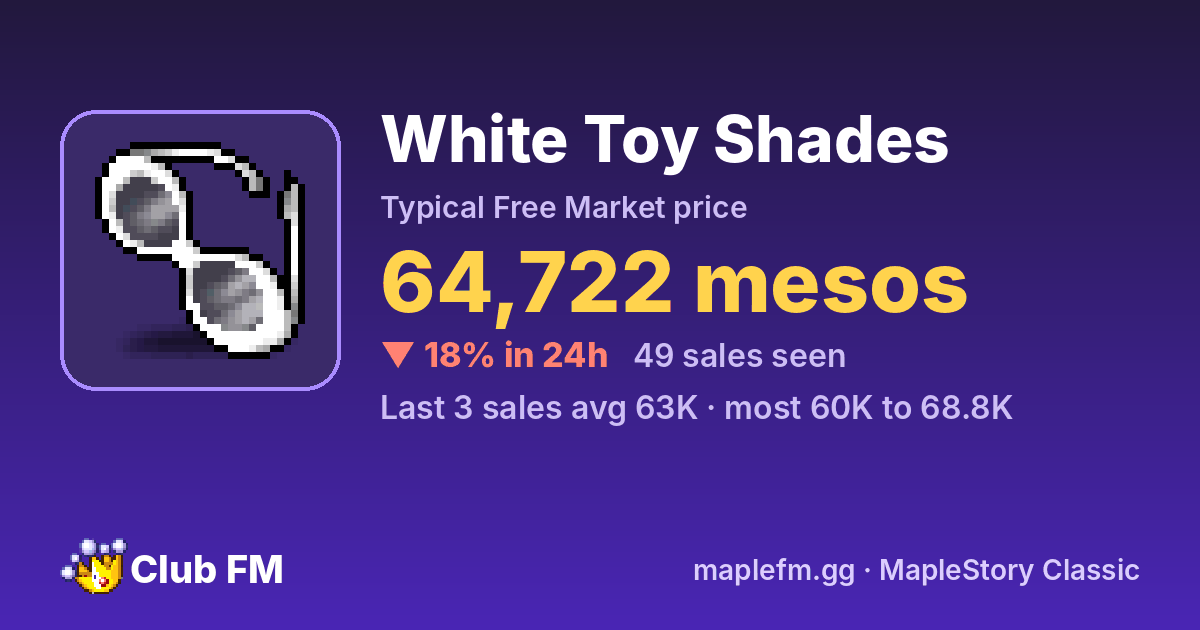 White Toy Shades
Typical Free Market price
64,722 mesos
▼ 18% in 24h 49 sales seen
Last 3 sales avg 63K · most 60K to 68.8K
Club FM
maplefm.gg · MapleStory Classic